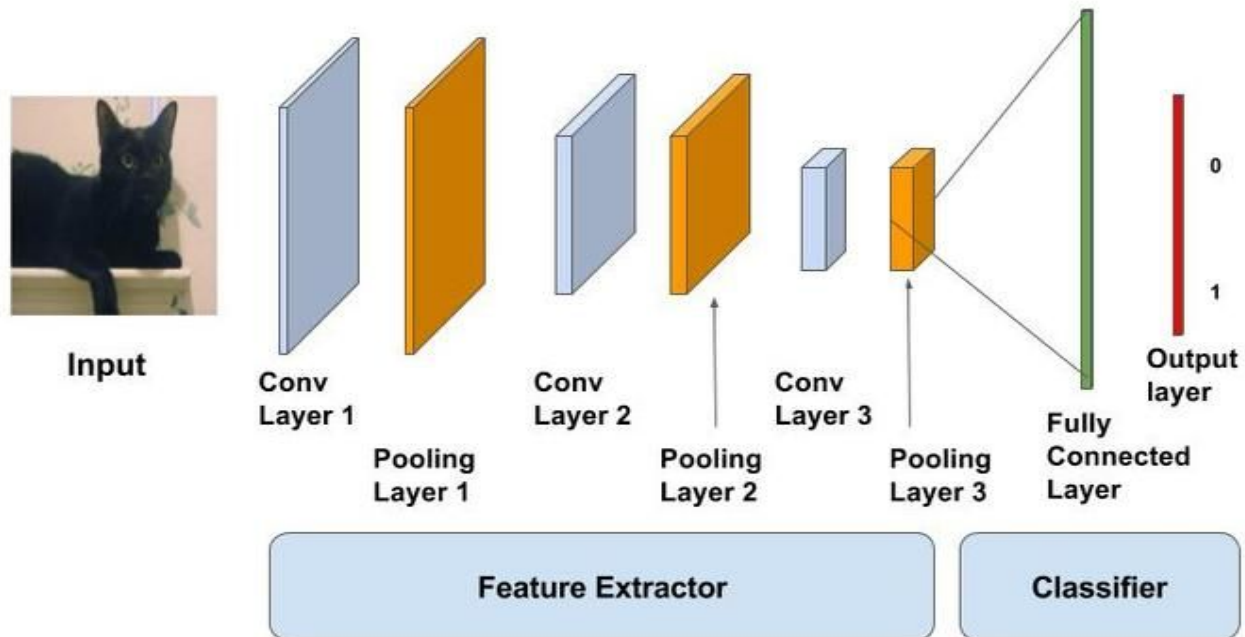 Input
Conv
Layer 1
Pooling
Layer 1
Conv
Layer 2
Pooling
Layer 2
Conv
Layer 3
Pooling
Layer 3
Fully
Connected
Layer
0
1
Output
layer
Feature Extractor
Classifier